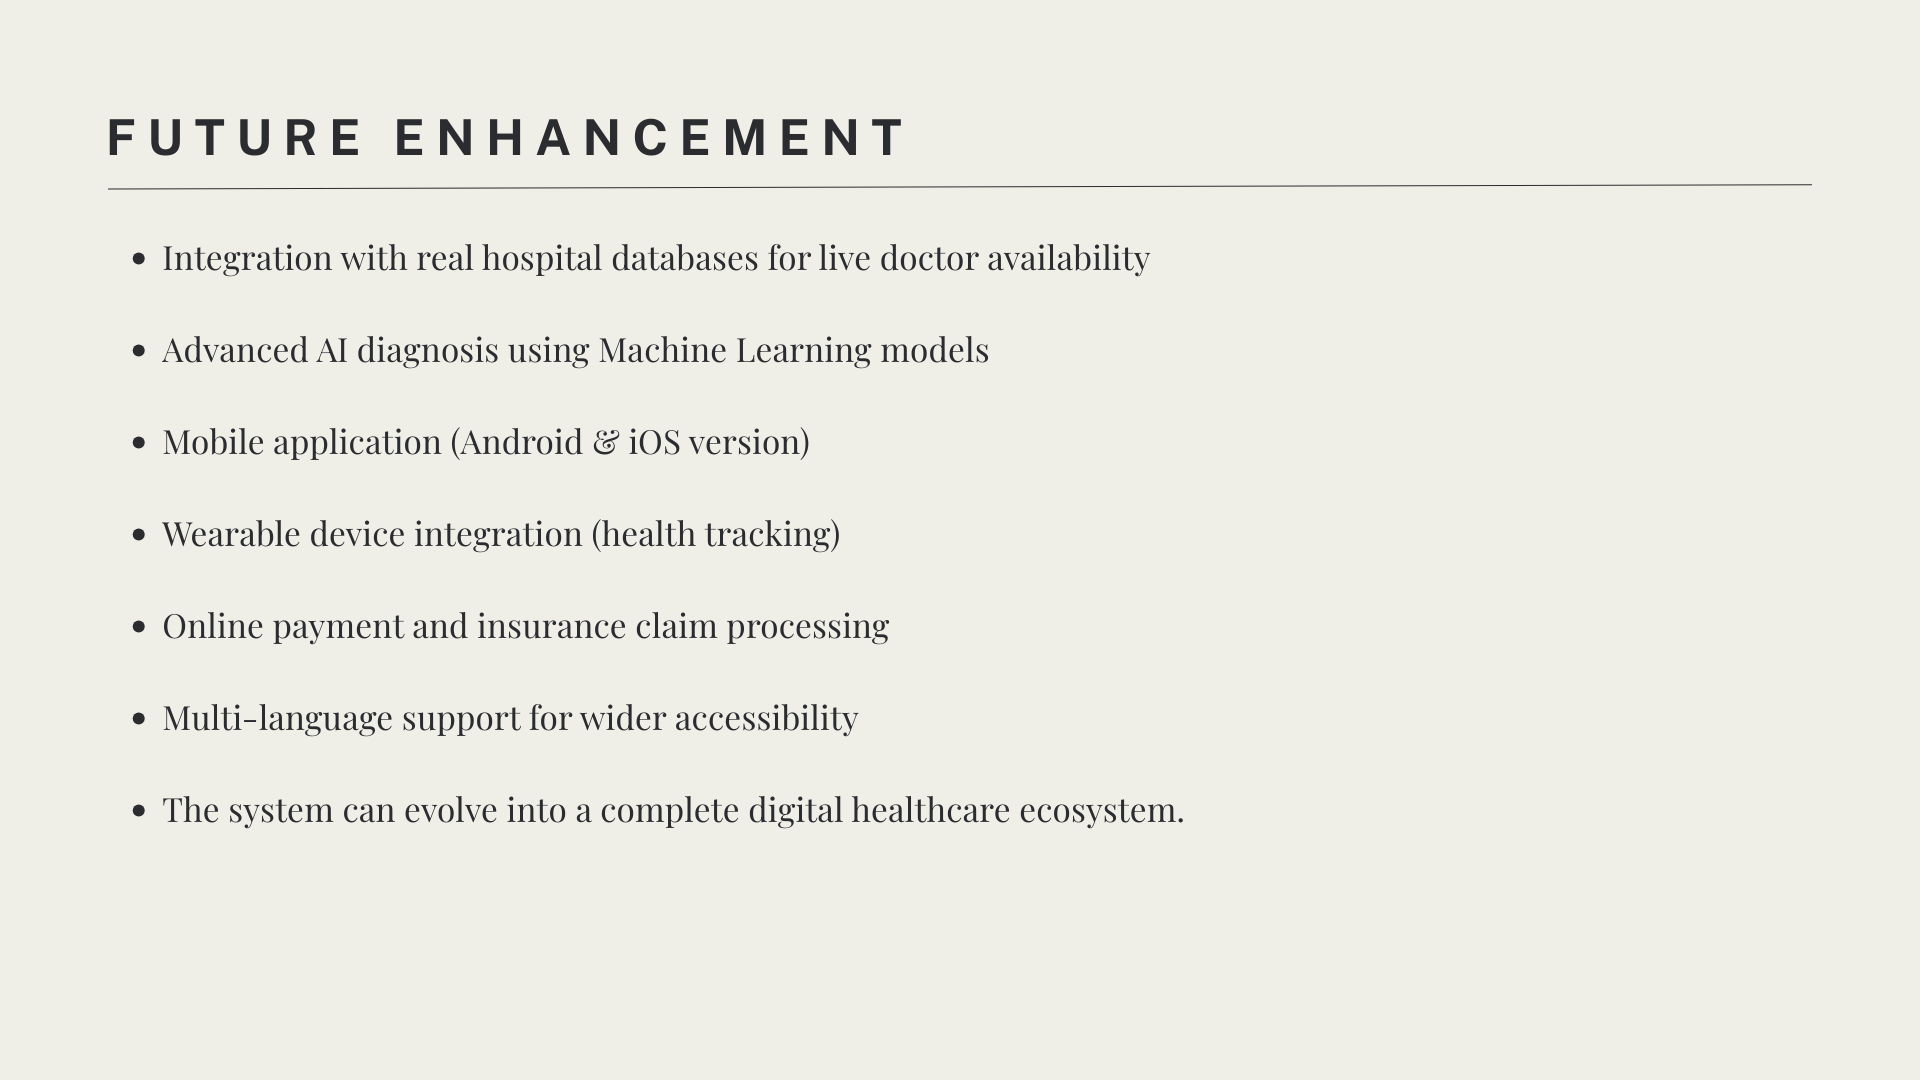 FUTURE ENHANCEMENT
• Integration with real hospital databases for live doctor availability
• Advanced AI diagnosis using Machine Learning models
• Mobile application (Android & iOS version)
• Wearable device integration (health tracking)
• Online payment and insurance claim processing
• Multi-language support for wider accessibility
• The system can evolve into a complete digital healthcare ecosystem.